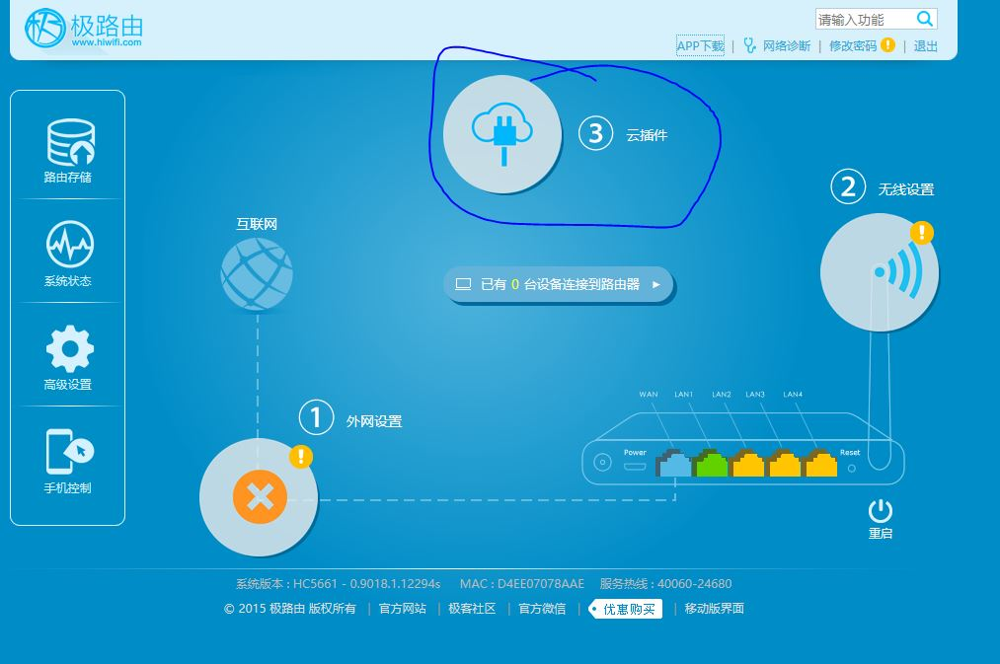 极路由
www.hiwifi.com
请输入功能
APP下载 | 网络诊断 | 修改密码 | 退出
3 云插件
路由存储
2 无线设置
互联网
系统状态
已有 0 台设备连接到路由器
高级设置
WAN LAN1 LAN2 LAN3 LAN4
1 外网设置
Power Reset
手机控制
重启
系统版本 : HC5661 - 0.9018.1.12294s MAC : D4EE07078AAE 服务热线 : 40060-24680
© 2015 极路由 版权所有 | 官方网站 | 极客社区 | 官方微信 | 优惠购买 | 移动版界面